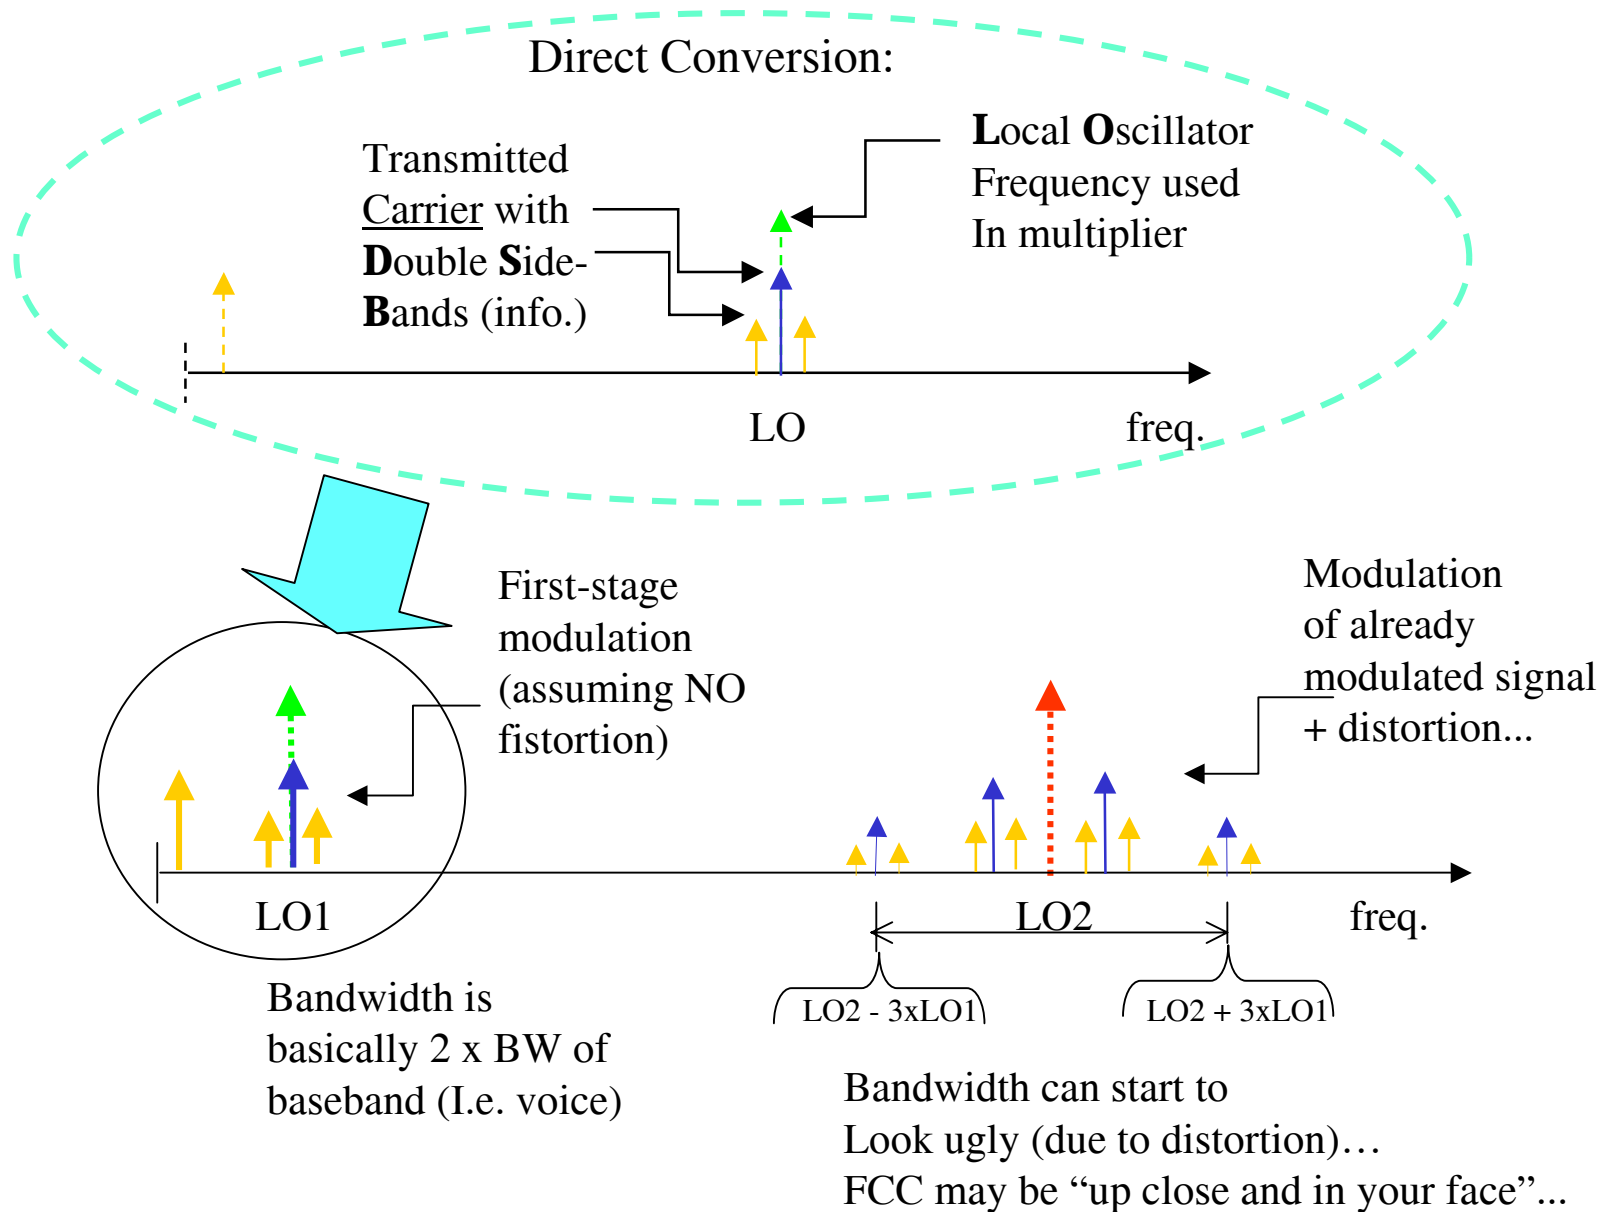 Direct Conversion:
Transmitted
Carrier with
Double Side-
Bands (info.)
Local Oscillator
Frequency used
In multiplier
LO
freq.
First-stage
modulation
(assuming NO
fistortion)
Modulation
of already
modulated signal
+ distortion...
LO1
LO2
freq.
LO2 - 3xLO1
LO2 + 3xLO1
Bandwidth is
basically 2 x BW of
baseband (I.e. voice)
Bandwidth can start to
Look ugly (due to distortion)…
FCC may be “up close and in your face”...